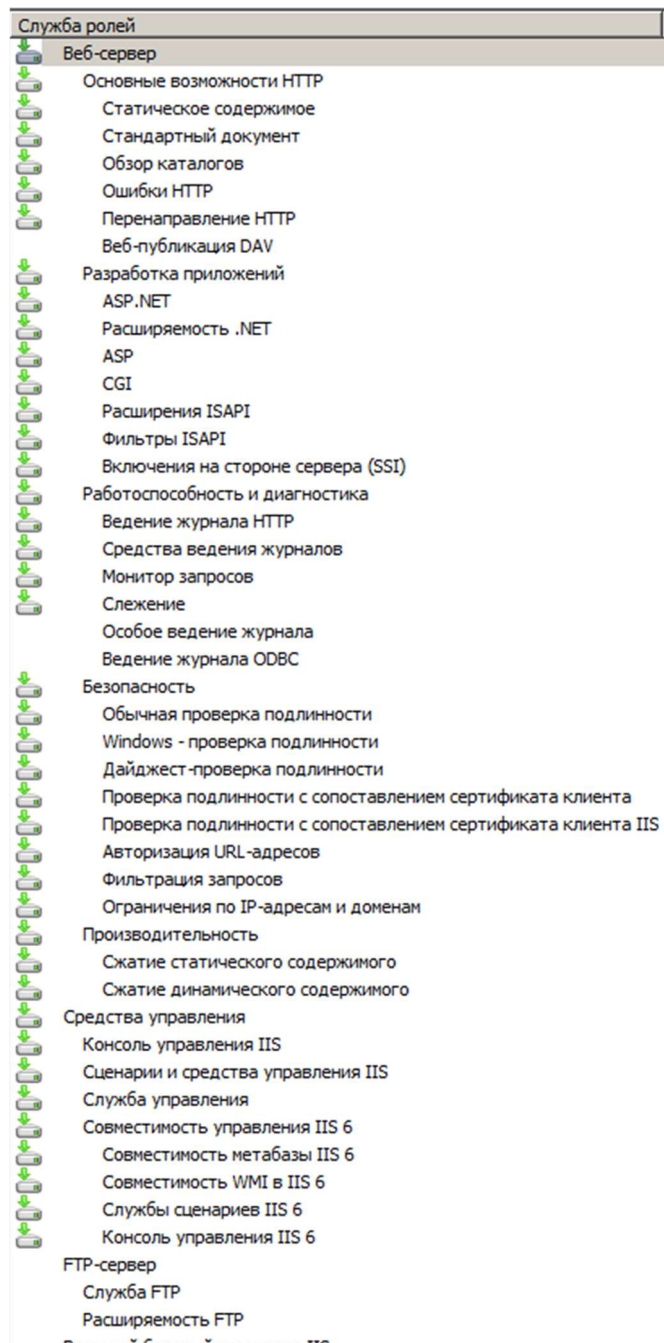 Служба ролей
Веб-сервер
Основные возможности HTTP
Статическое содержимое
Стандартный документ
Обзор каталогов
Ошибки HTTP
Перенаправление HTTP
Веб-публикация DAV
Разработка приложений
ASP.NET
Расширяемость .NET
ASP
CGI
Расширения ISAPI
Фильтры ISAPI
Включения на стороне сервера (SSI)
Работоспособность и диагностика
Ведение журнала HTTP
Средства ведения журналов
Монитор запросов
Слежение
Особое ведение журнала
Ведение журнала ODBC
Безопасность
Обычная проверка подлинности
Windows - проверка подлинности
Дайджест-проверка подлинности
Проверка подлинности с сопоставлением сертификата клиента
Проверка подлинности с сопоставлением сертификата клиента IIS
Авторизация URL-адресов
Фильтрация запросов
Ограничения по IP-адресам и доменам
Производительность
Сжатие статического содержимого
Сжатие динамического содержимого
Средства управления
Консоль управления IIS
Сценарии и средства управления IIS
Служба управления
Совместимость управления IIS 6
Совместимость метабазы IIS 6
Совместимость WMI в IIS 6
Службы сценариев IIS 6
Консоль управления IIS 6
FTP-сервер
Служба FTP
Расширяемость FTP